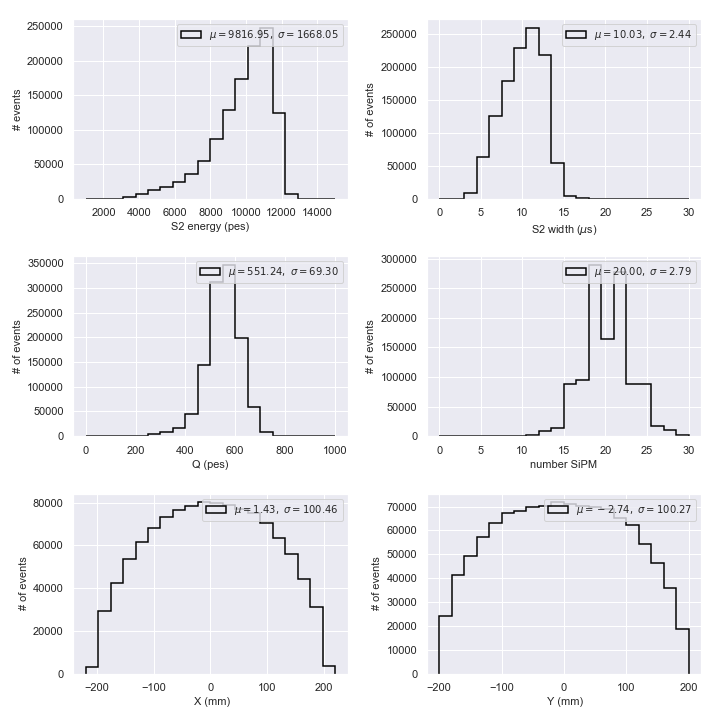 μ = 9816.95, σ = 1668.05
250000
200000
150000
100000
50000
0
# events
2000 4000 6000 8000 10000 12000 14000
S2 energy (pes)
μ = 10.03, σ = 2.44
250000
200000
150000
100000
50000
0
# of events
0 5 10 15 20 25 30
S2 width (μs)
μ = 551.24, σ = 69.30
350000
300000
250000
200000
150000
100000
50000
0
# of events
0 200 400 600 800 1000
Q (pes)
μ = 20.00, σ = 2.79
300000
250000
200000
150000
100000
50000
0
# of events
0 5 10 15 20 25 30
number SiPM
μ = 1.43, σ = 100.46
80000
60000
40000
20000
0
# of events
−200 −100 0 100 200
X (mm)
μ = −2.74, σ = 100.27
70000
60000
50000
40000
30000
20000
10000
0
# of events
−200 −100 0 100 200
Y (mm)